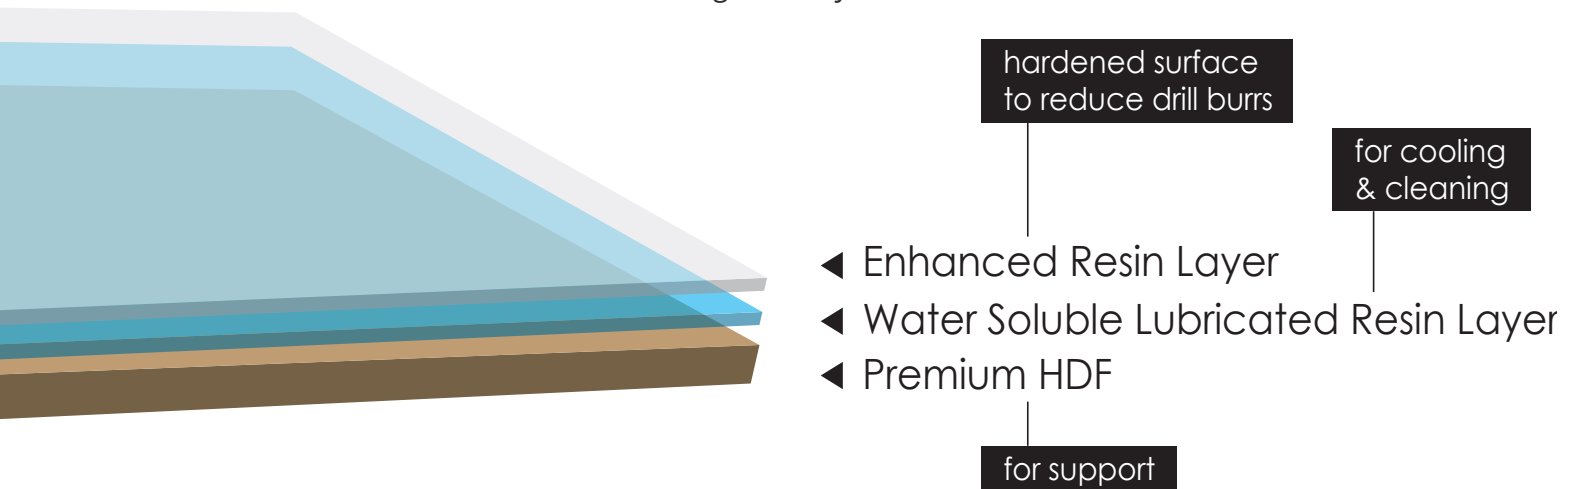 hardened surface
to reduce drill burrs
for cooling
& cleaning
Enhanced Resin Layer
Water Soluble Lubricated Resin Layer
Premium HDF
for support